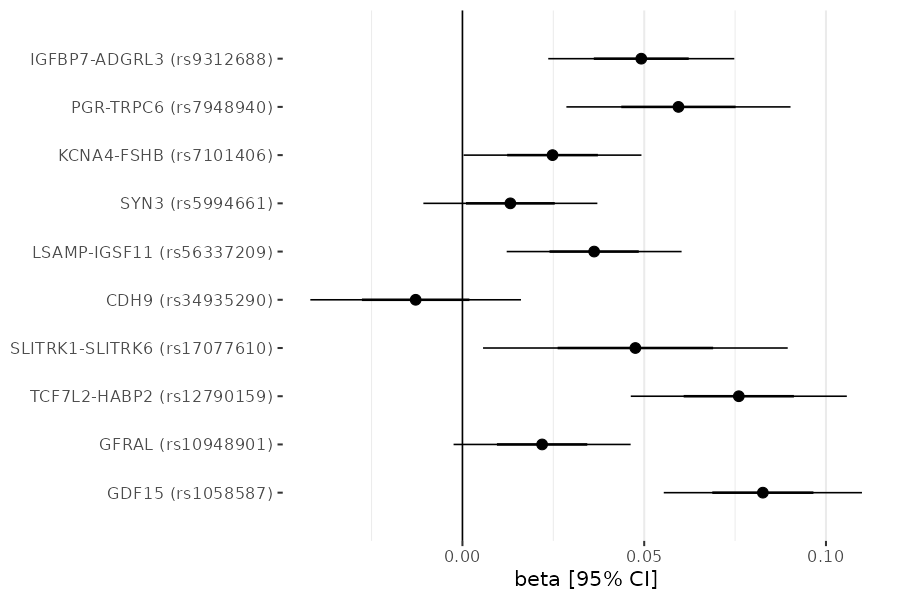 IGFBP7-ADGRL3 (rs9312688)
PGR-TRPC6 (rs7948940)
KCNA4-FSHB (rs7101406)
SYN3 (rs5994661)
LSAMP-IGSF11 (rs56337209)
CDH9 (rs34935290)
SLITRK1-SLITRK6 (rs17077610)
TCF7L2-HABP2 (rs12790159)
GFRAL (rs10948901)
GDF15 (rs1058587)
0.00 0.05 0.10
beta [95% CI]